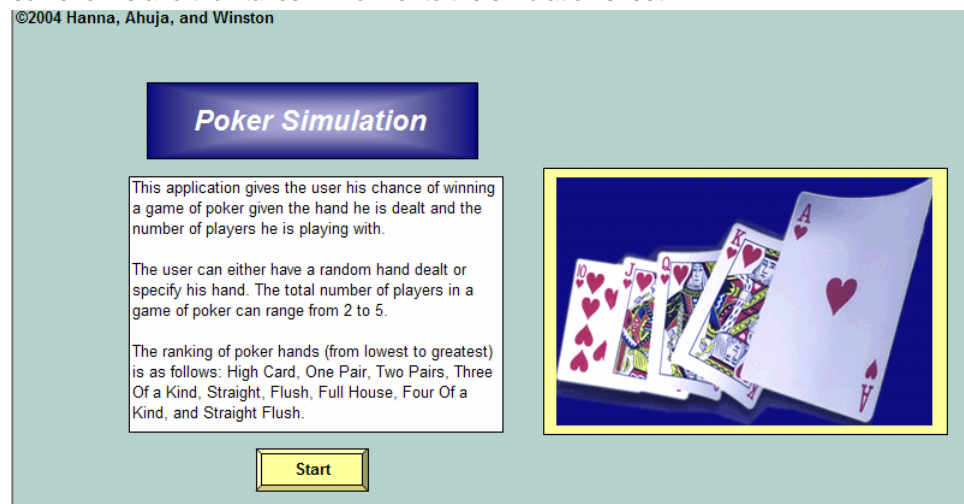 ©2004 Hanna, Ahuja, and Winston
Poker Simulation
This application gives the user his chance of winning
a game of poker given the hand he is dealt and the
number of players he is playing with.
The user can either have a random hand dealt or
specify his hand. The total number of players in a
game of poker can range from 2 to 5.
The ranking of poker hands (from lowest to greatest)
is as follows: High Card, One Pair, Two Pairs, Three
Of a Kind, Straight, Flush, Full House, Four Of a
Kind, and Straight Flush.
10
J
Q
K
A
A
Start